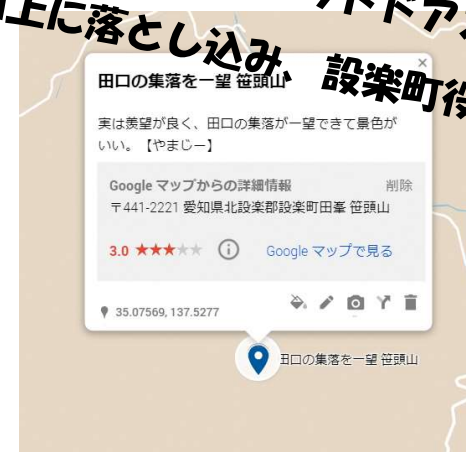 上に落とし込み、
設楽町役
田口の集落を一望 笹頭山
実は羨望が良く、田口の集落が一望できて景色が
いい。【やまじー】
Google マップからの詳細情報
削除
〒441-2221 愛知県北設楽郡設楽町田峯 笹頭山
3.0
Google マップで見る
35.07569, 137.5277
田口の集落を一望 笹頭山